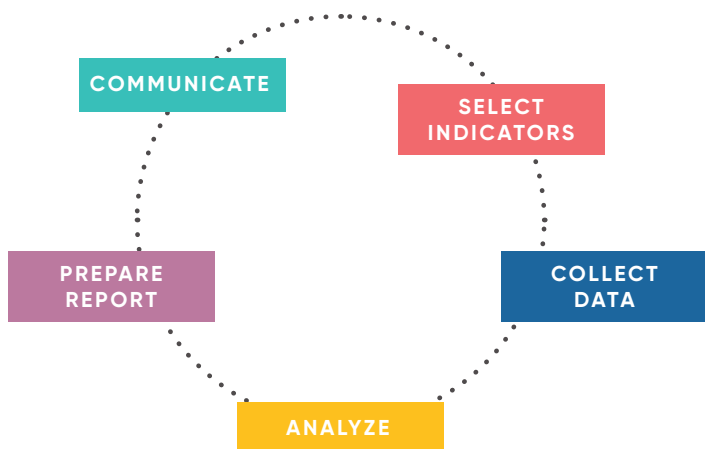 COMMUNICATE
SELECT
INDICATORS
PREPARE
REPORT
COLLECT
DATA
ANALYZE